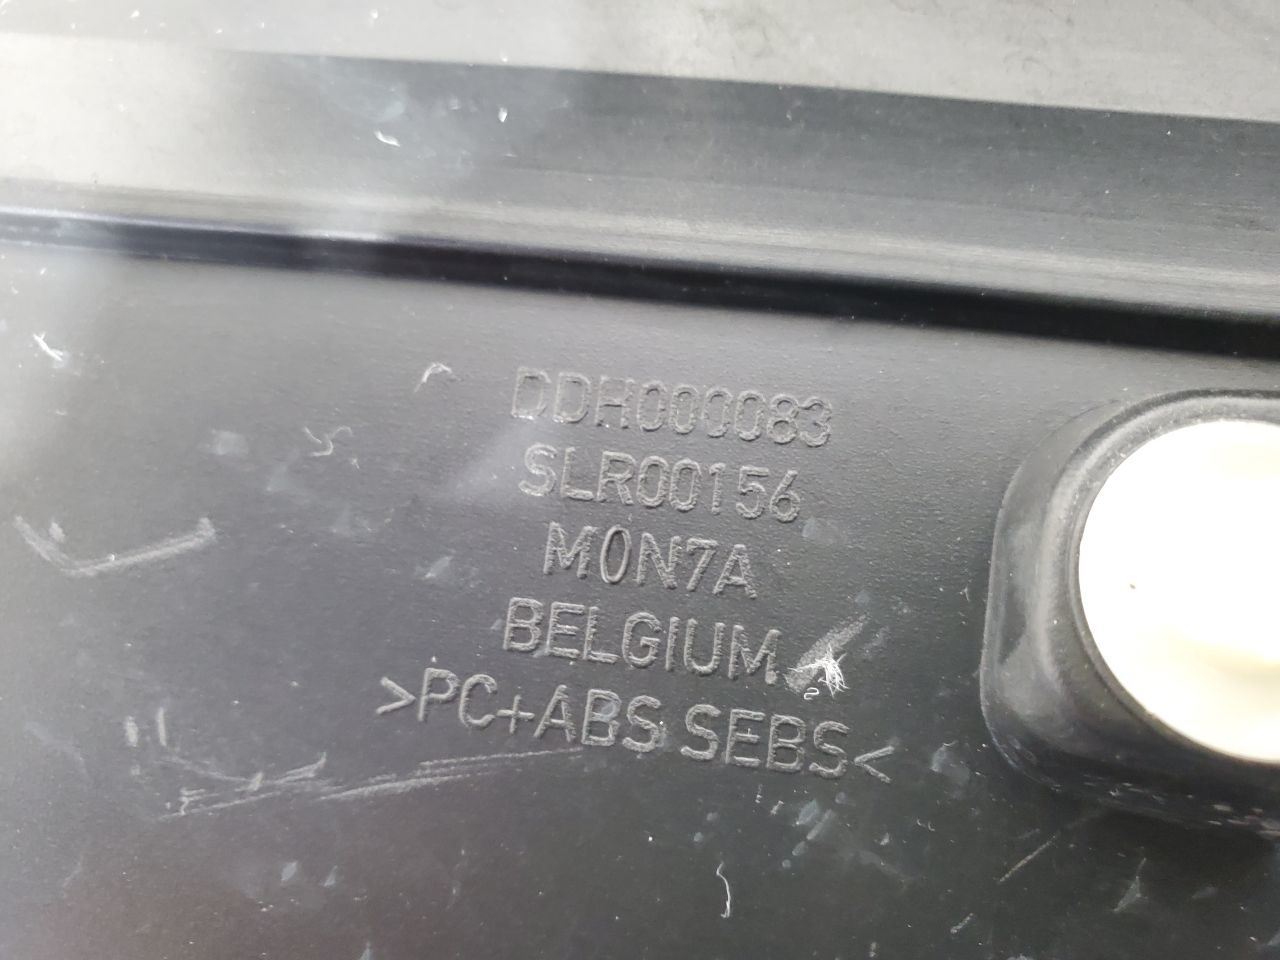 DDH000083
SLR00156
M0N7A
BELGIUM
>PC+ABS SEBS<